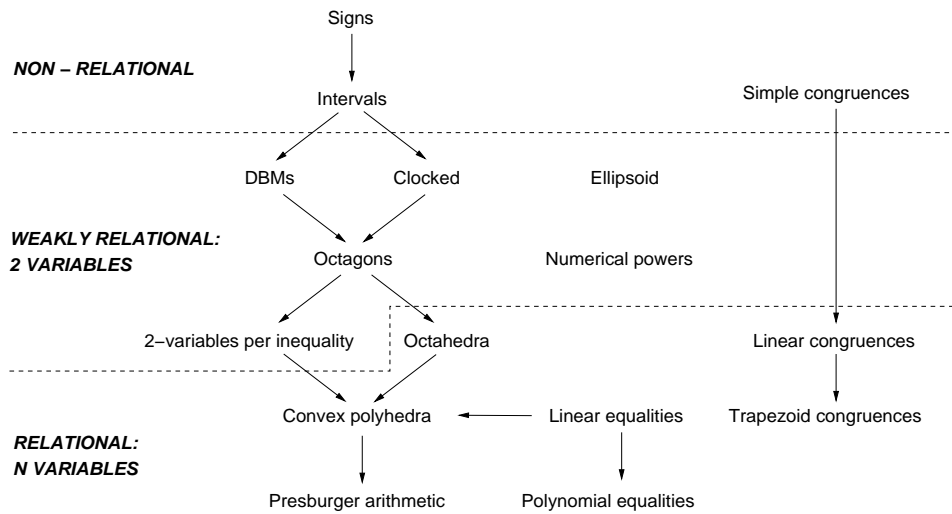 Signs
NON – RELATIONAL
Intervals
Simple congruences
DBMs
Clocked
Ellipsoid
WEAKLY RELATIONAL:
2 VARIABLES
Octagons
Numerical powers
2−variables per inequality
Octahedra
Linear congruences
Convex polyhedra
Linear equalities
Trapezoid congruences
RELATIONAL:
N VARIABLES
Presburger arithmetic
Polynomial equalities